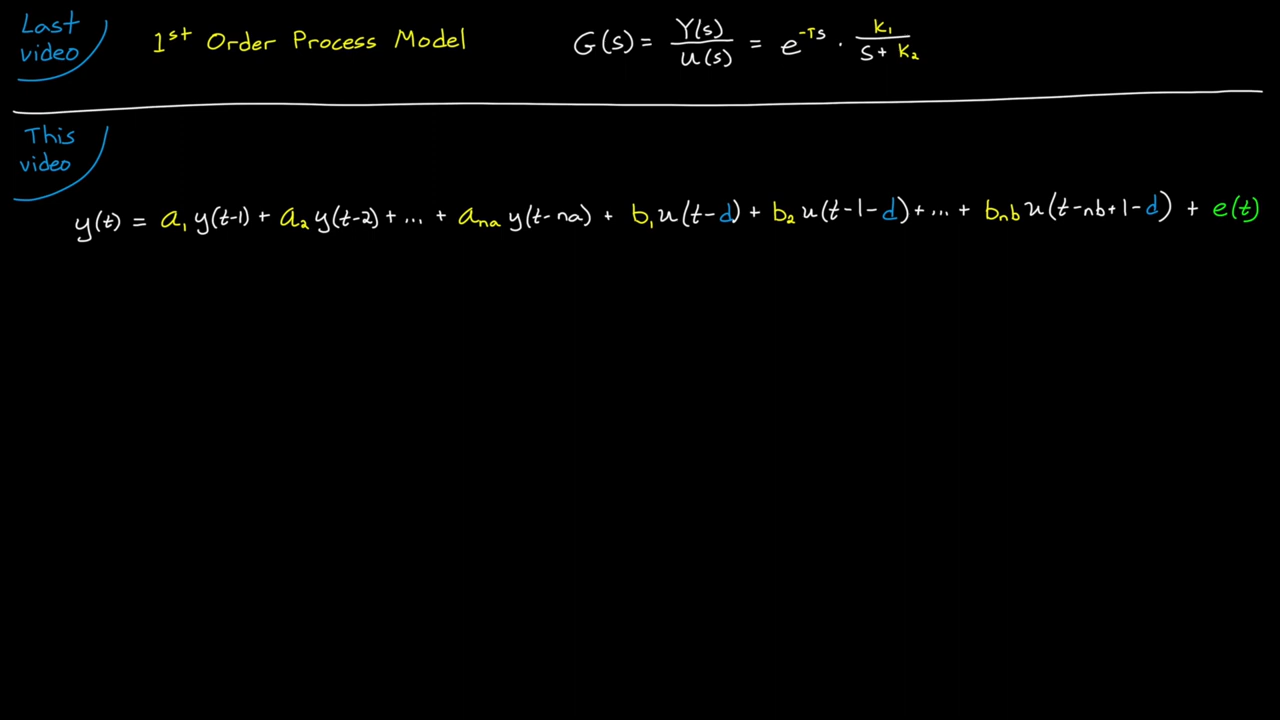 Last video
1st Order Process Model
G(s) = Y(s)/U(s) = e^-Ts · K₁/(S + K₂)
This video
y(t) = a₁ y(t-1) + a₂ y(t-2) + ... + aₙₐ y(t-na) + b₁ u(t-d) + b₂ u(t-1-d) + ... + bₙb u(t-nb+1-d) + e(t)